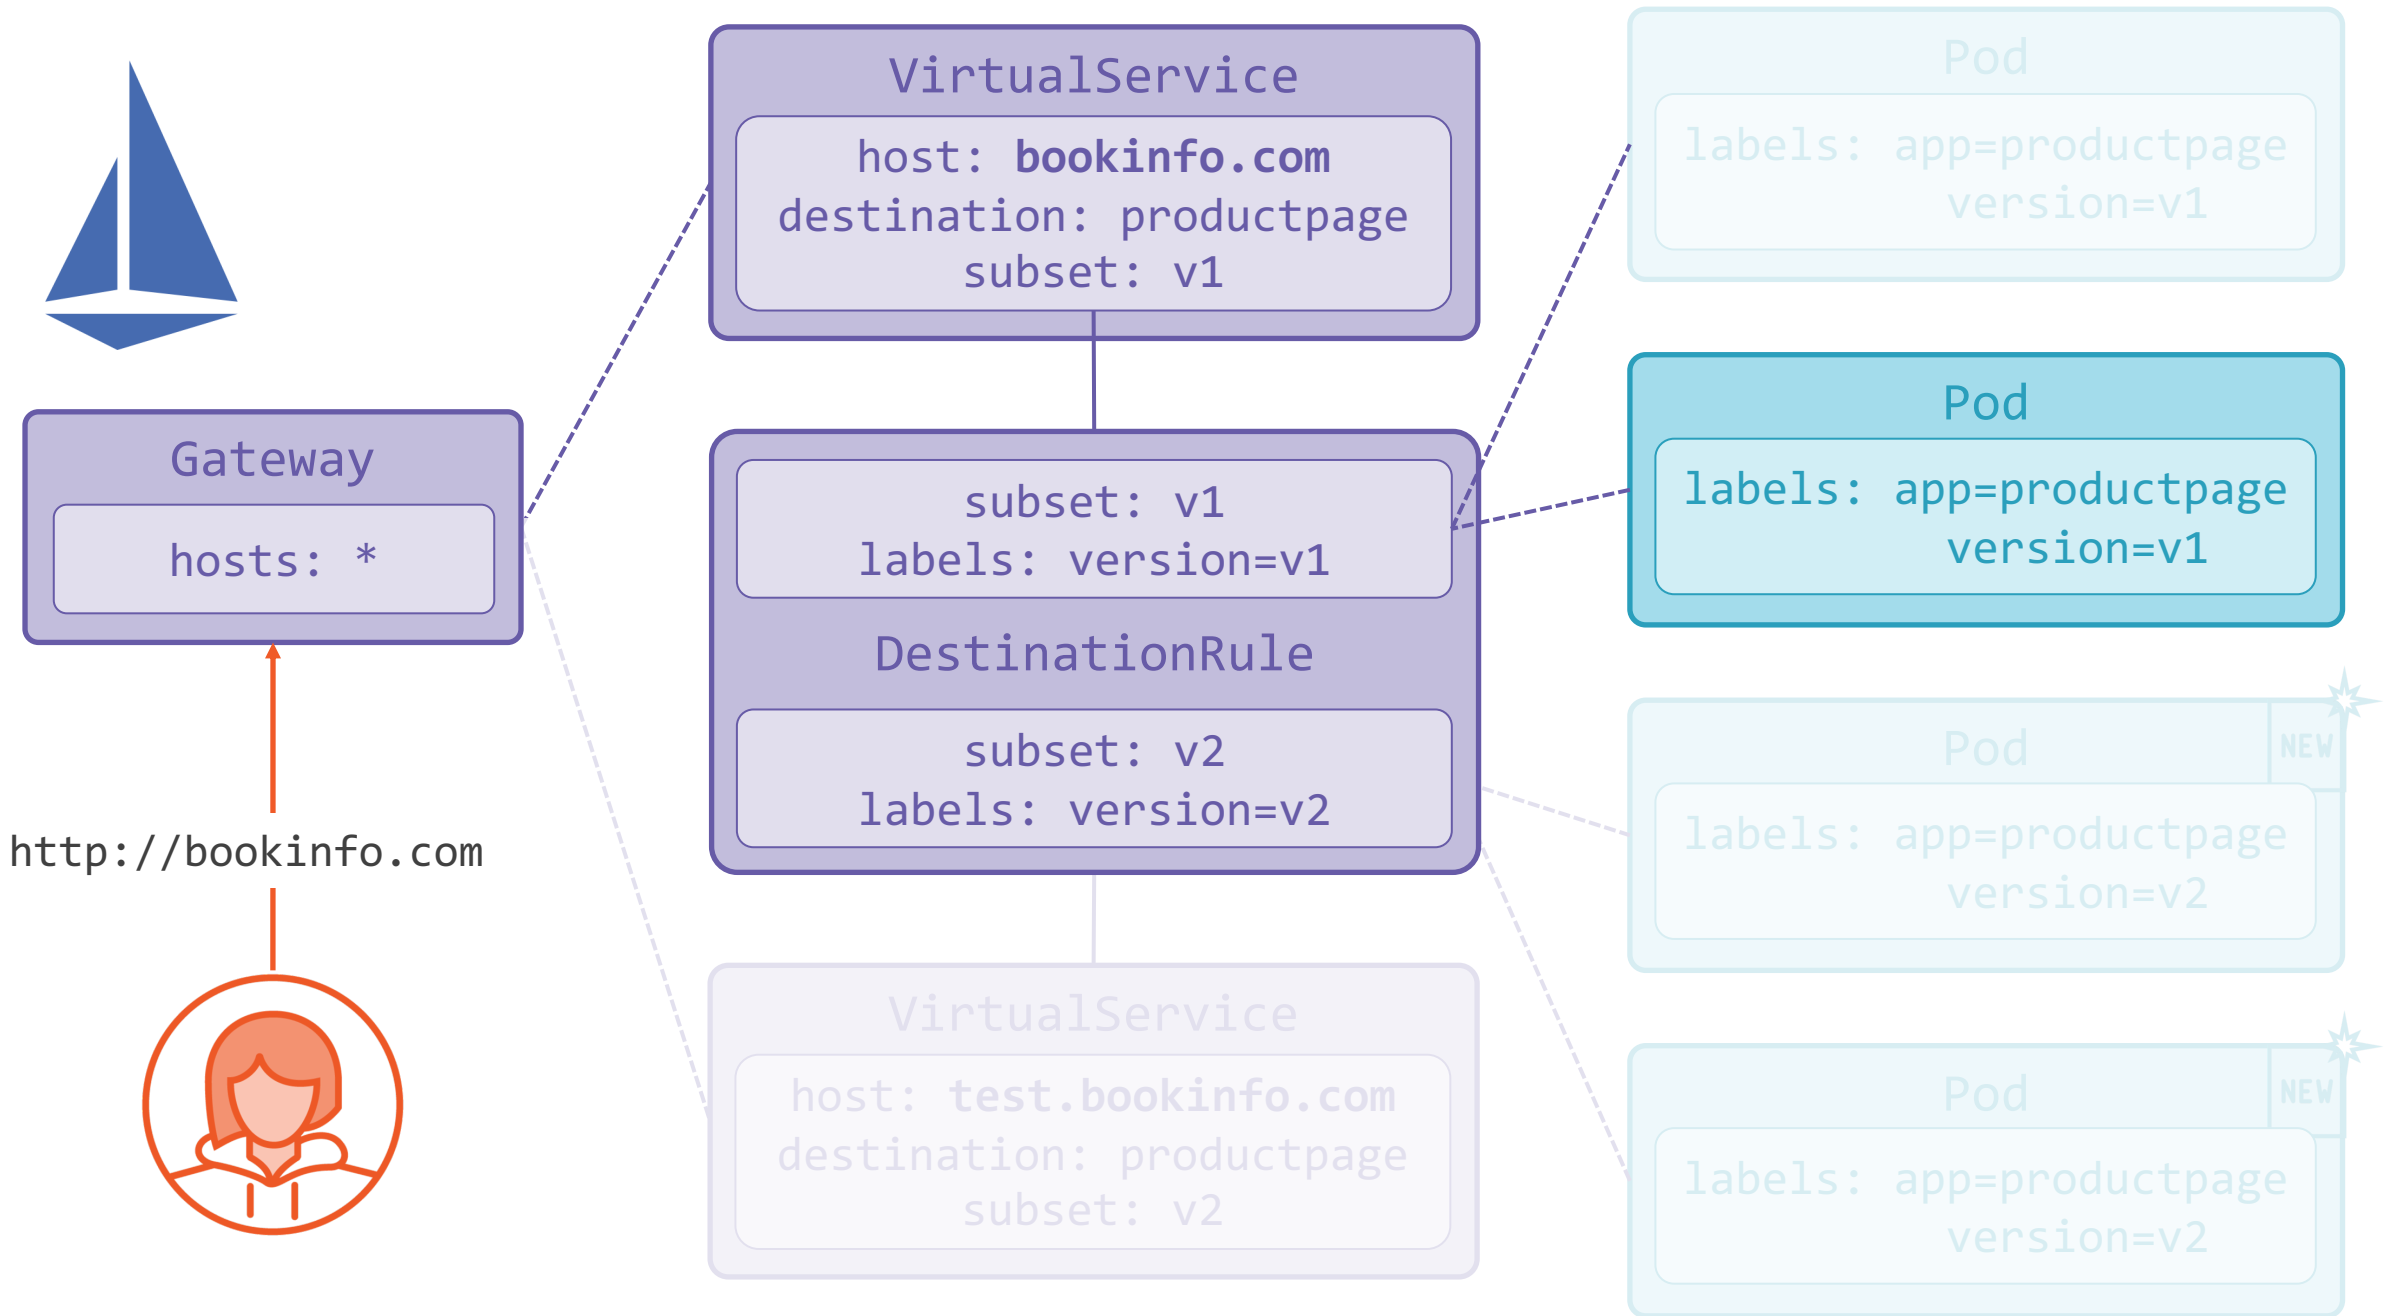 VirtualService
host: bookinfo.com
destination: productpage
subset: v1
Gateway
hosts: *
http://bookinfo.com
subset: v1
labels: version=v1
DestinationRule
subset: v2
labels: version=v2
VirtualService
host: test.bookinfo.com
destination: productpage
subset: v2
Pod
labels: app=productpage
version=v1
Pod
labels: app=productpage
version=v1
Pod
NEW
labels: app=productpage
version=v2
Pod
NEW
labels: app=productpage
version=v2